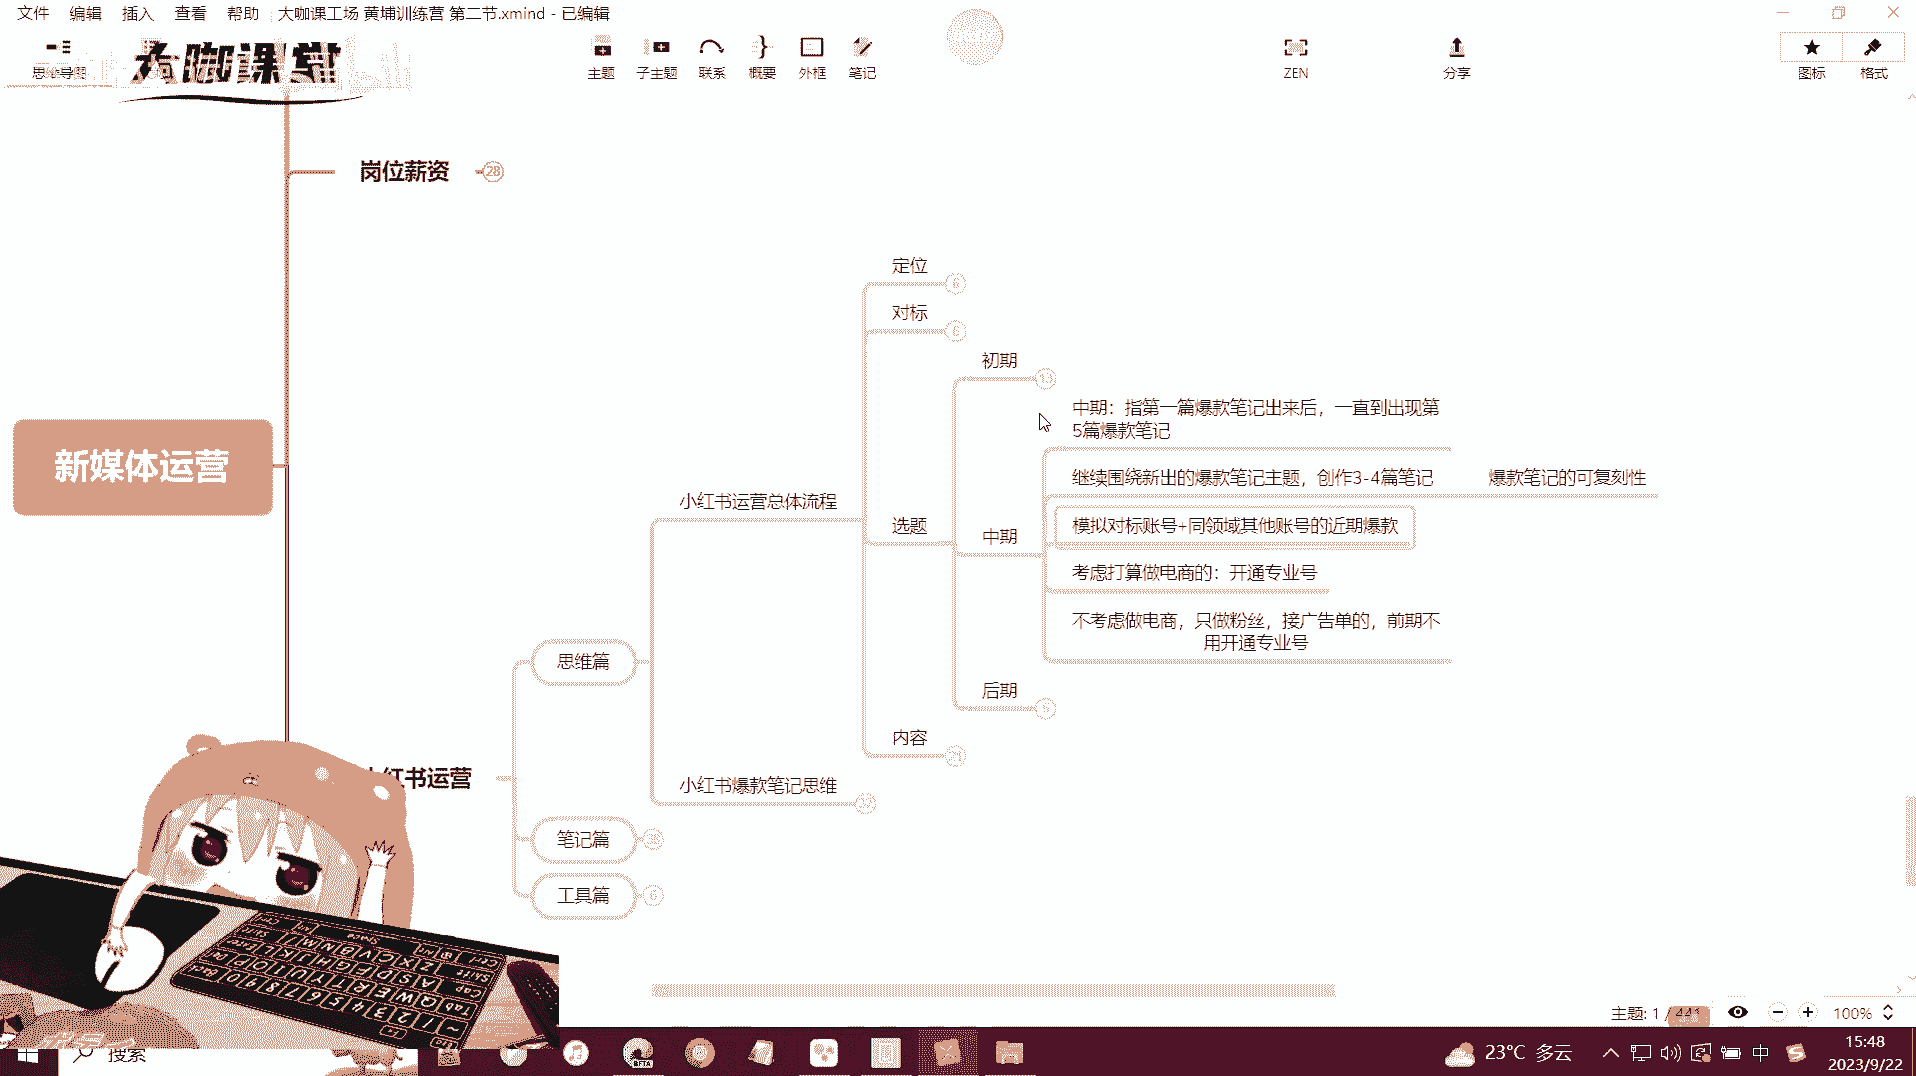 文件 编辑 插入 查看 帮助 大咖课工场 黄埔训练营 第二节.xmind - 已编辑
思维导图
大咖课堂
主题 子主题 联系 概要 外框 笔记 ZEN 分享 图标 格式
岗位薪资 28
定位
对标
初期 13
中期：指第一篇爆款笔记出来后，一直到出现第
5篇爆款笔记
新媒体运营
继续围绕新出的爆款笔记主题，创作3-4篇笔记 爆款笔记的可复刻性
小红书运营总体流程
选题
模拟对标账号+同领域其他账号的近期爆款
中期
考虑打算做电商的：开通专业号
不考虑做电商，只做粉丝，接广告单的，前期不
用开通专业号
思维篇
后期 5
内容 21
小红书运营
小红书爆款笔记思维
笔记篇
工具篇 6
主题: 1 / 441 100%
搜索
BETA
23°C 多云
中
15:48
2023/9/22